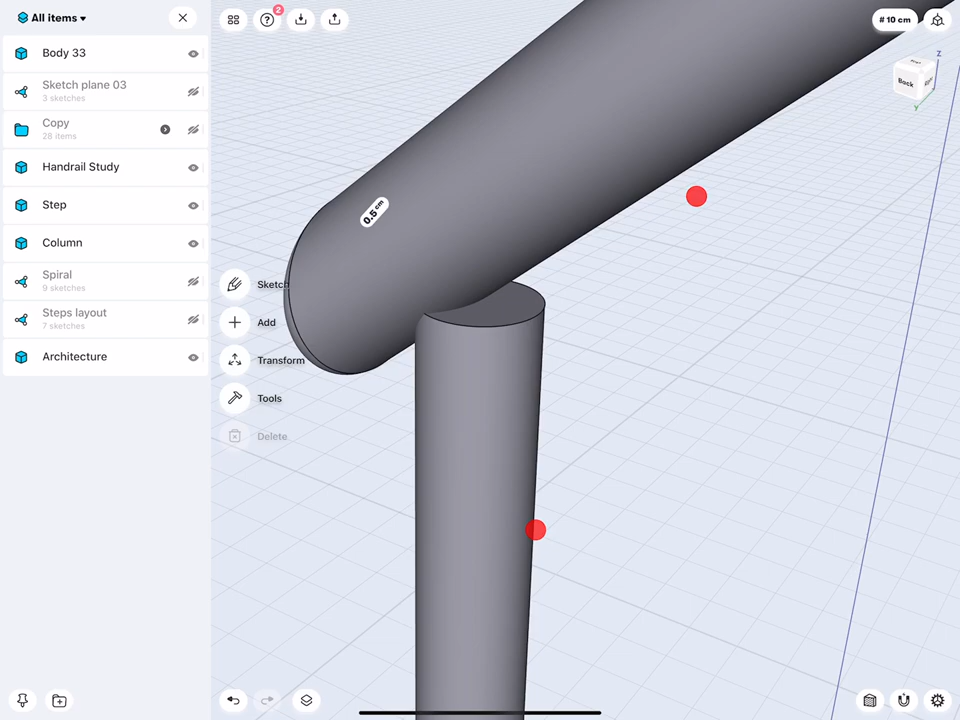 All items
2
# 10 cm
Body 33
Sketch plane 03
3 sketches
Copy
28 items
Handrail Study
Step
Column
Spiral
9 sketches
Steps layout
7 sketches
Architecture
0.5 cm
Sketch
Add
Transform
Tools
Delete
Z
Back
Right
Y